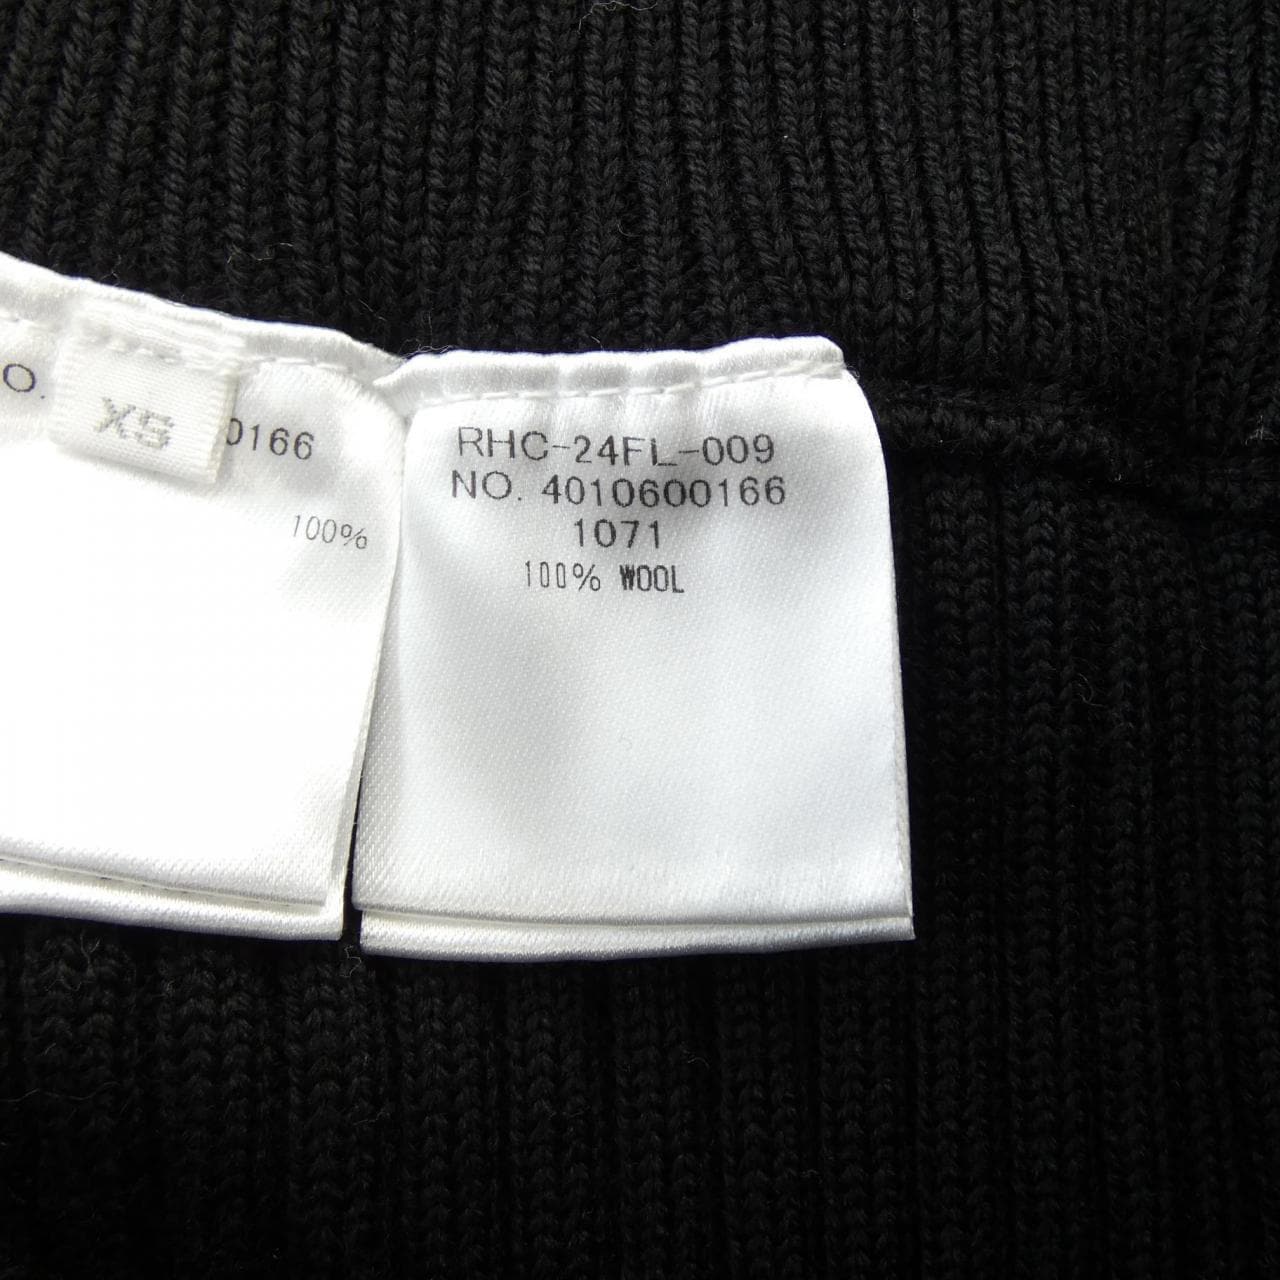 O.
XS
0166
100%
RHC-24FL-009
NO. 4010600166
1071
100% WOOL